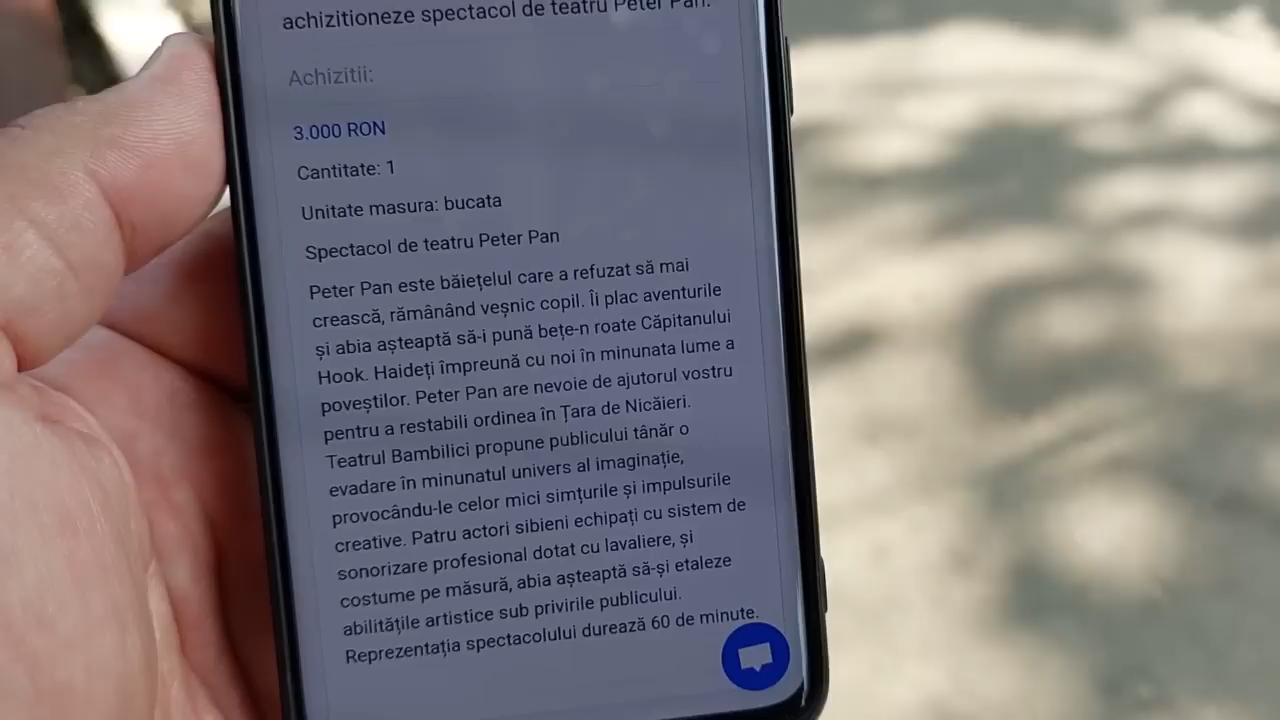 achizitioneze spectacol de teatru Peter Pan.
Achizitii:
3.000 RON
Cantitate: 1
Unitate masura: bucata
Spectacol de teatru Peter Pan
Peter Pan este băiețelul care a refuzat să mai
crească, rămânând veșnic copil. Îi plac aventurile
și abia așteaptă să-i pună bețe-n roate Căpitanului
Hook. Haideți împreună cu noi în minunata lume a
poveștilor. Peter Pan are nevoie de ajutorul vostru
pentru a restabili ordinea în Țara de Nicăieri.
Teatrul Bambilici propune publicului tânăr o
evadare în minunatul univers al imaginație,
provocându-le celor mici simțurile și impulsurile
creative. Patru actori sibieni echipați cu sistem de
sonorizare profesional dotat cu lavaliere, și
costume pe măsură, abia așteaptă să-și etaleze
abilitățile artistice sub privirile publicului.
Reprezentația spectacolului durează 60 de minute.